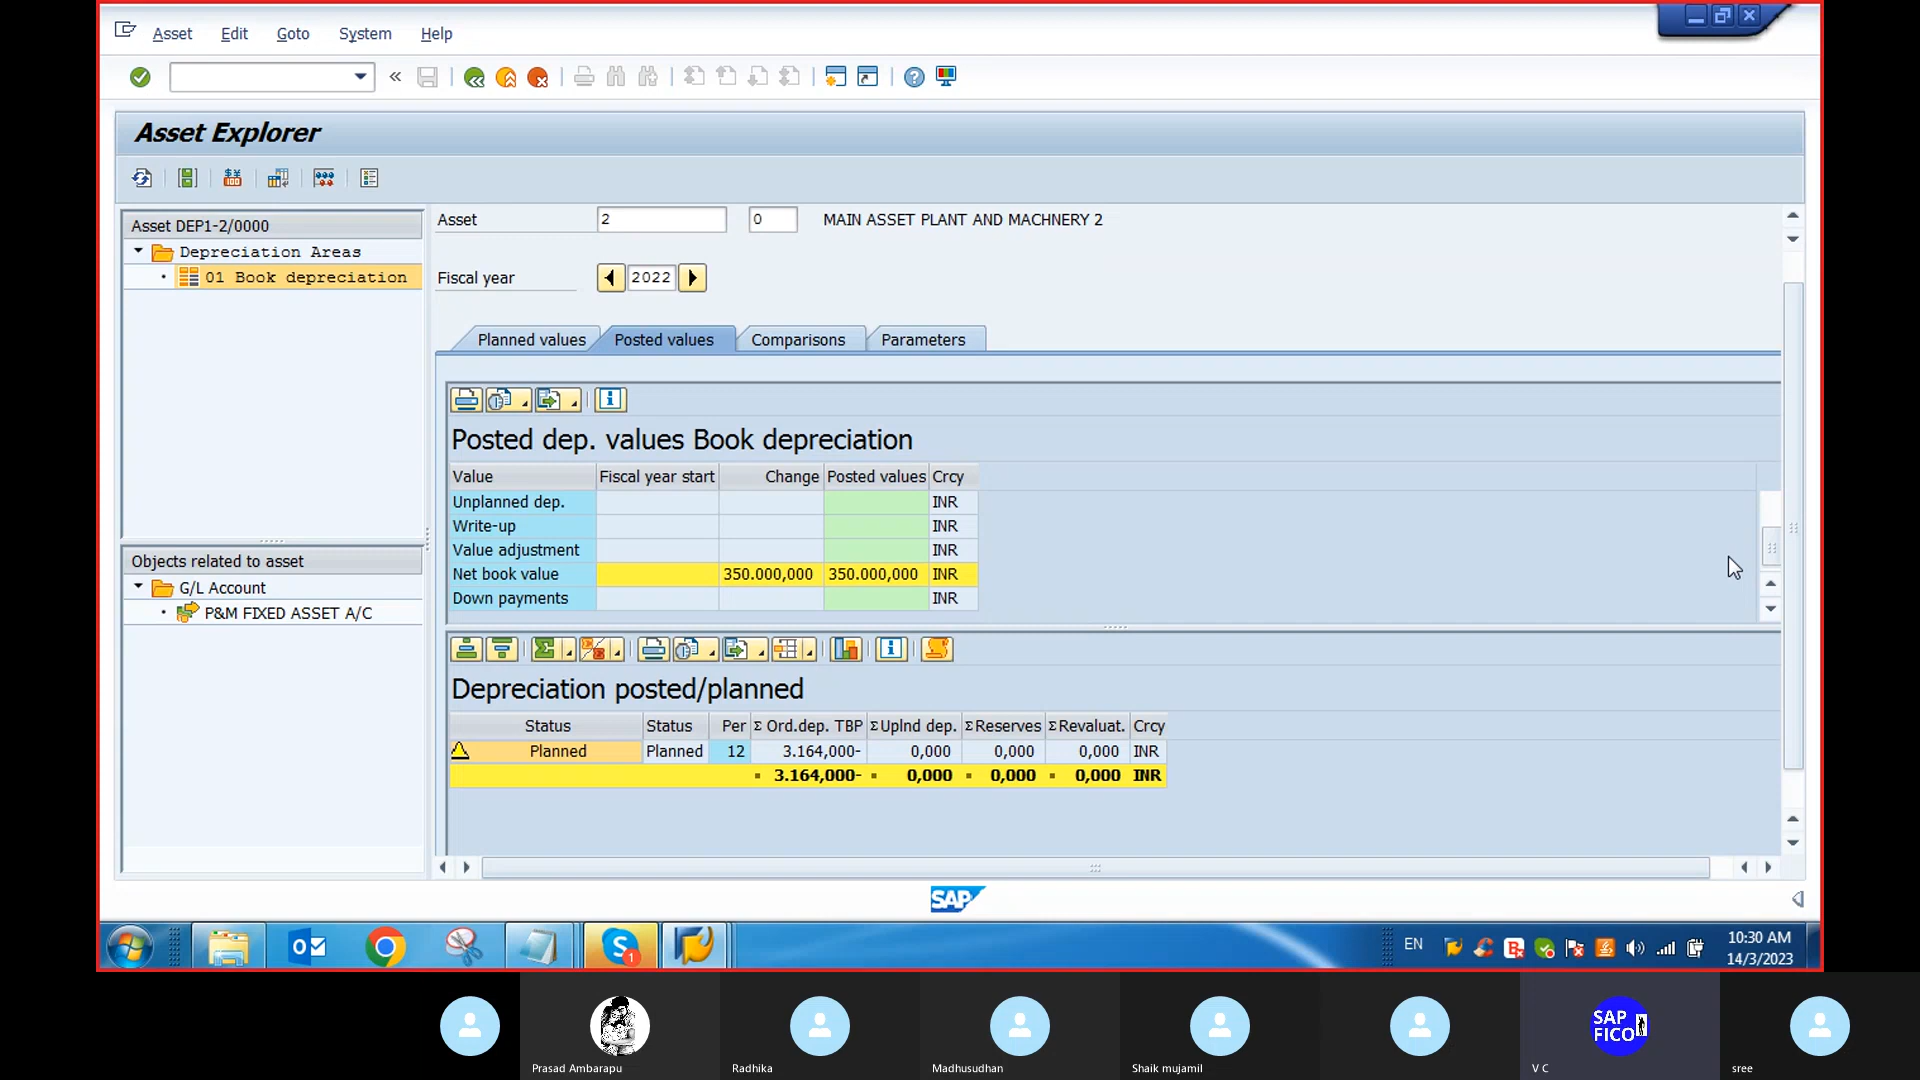 Asset Edit Goto System Help
Asset Explorer
Asset DEP1-2/0000
Depreciation Areas
01 Book depreciation
Objects related to asset
G/L Account
P&M FIXED ASSET A/C
Asset 2 0 MAIN ASSET PLANT AND MACHNERY 2
Fiscal year 2022
Planned values Posted values Comparisons Parameters
Posted dep. values Book depreciation
Value Fiscal year start Change Posted values Crcy
Unplanned dep. INR
Write-up INR
Value adjustment INR
Net book value 350.000,000 350.000,000 INR
Down payments INR
Depreciation posted/planned
Status Status Per Σ Ord.dep. TBP Σ Uplnd dep. Σ Reserves Σ Revaluat. Crcy
Planned Planned 12 3.164,000- 0,000 0,000 0,000 INR
3.164,000- 0,000 0,000 0,000 INR
SAP
1
EN
10:30 AM
14/3/2023
SAP
FICO
Prasad Ambarapu Radhika Madhusudhan Shaik mujamil V C sree